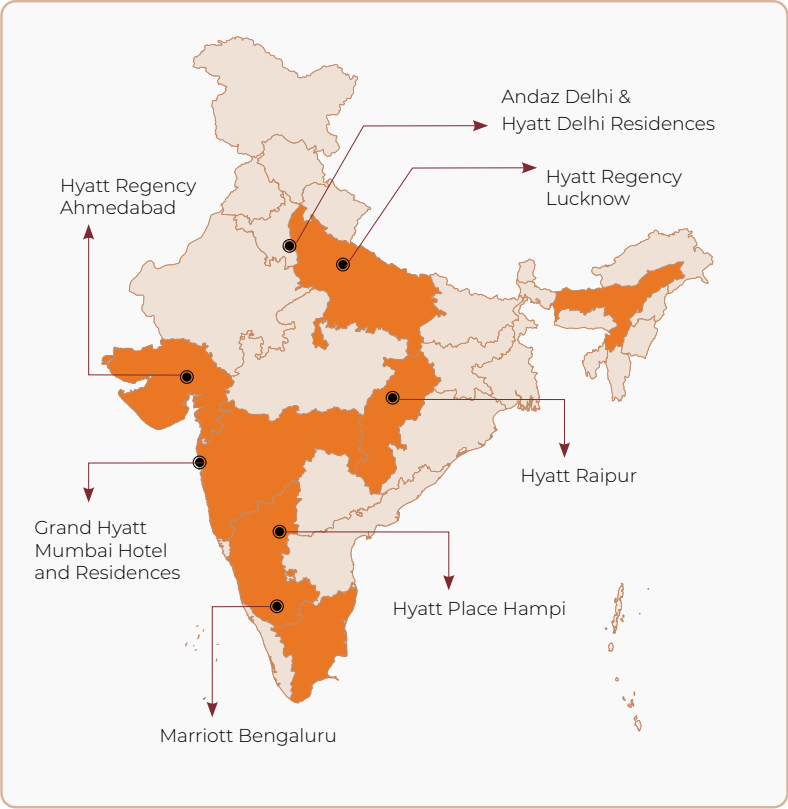 Andaz Delhi &
Hyatt Delhi Residences
Hyatt Regency
Lucknow
Hyatt Regency
Ahmedabad
Hyatt Raipur
Grand Hyatt
Mumbai Hotel
and Residences
Hyatt Place Hampi
Marriott Bengaluru